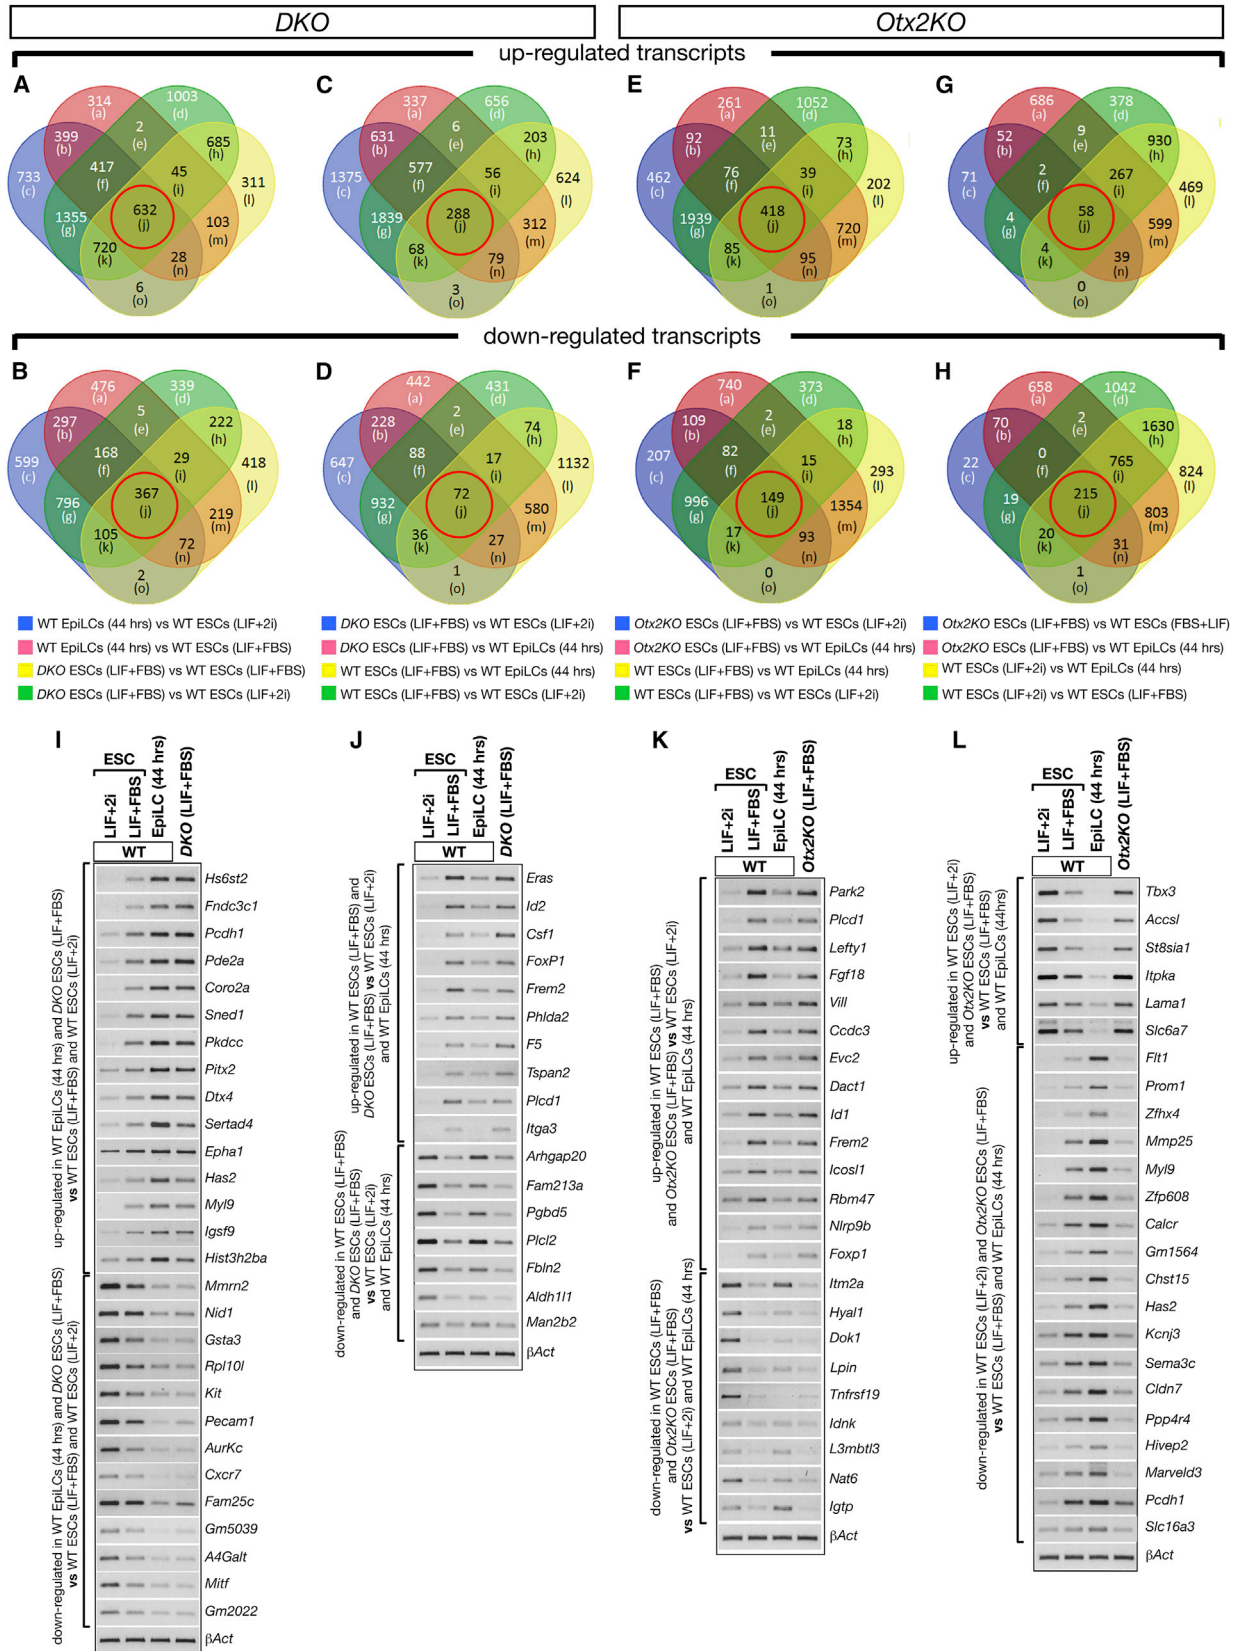 DKO
Otx2KO
up-regulated transcripts
A
314
(a)
1003
(d)
399
(b)
2
(e)
685
(h)
733
(c)
417
(f)
45
(i)
311
(l)
1355
(g)
632
(j)
103
(m)
720
(k)
28
(n)
6
(o)
C
337
(a)
656
(d)
631
(b)
6
(e)
203
(h)
1375
(c)
577
(f)
56
(i)
624
(l)
1839
(g)
288
(j)
312
(m)
68
(k)
79
(n)
3
(o)
E
261
(a)
1052
(d)
92
(b)
11
(e)
73
(h)
462
(c)
76
(f)
39
(i)
202
(l)
1939
(g)
418
(j)
720
(m)
85
(k)
95
(n)
1
(o)
G
686
(a)
378
(d)
52
(b)
9
(e)
930
(h)
71
(c)
2
(f)
267
(i)
469
(l)
4
(g)
58
(j)
599
(m)
4
(k)
39
(n)
0
(o)
down-regulated transcripts
B
476
(a)
339
(d)
297
(b)
5
(e)
222
(h)
599
(c)
168
(f)
29
(i)
418
(l)
796
(g)
367
(j)
219
(m)
105
(k)
72
(n)
2
(o)
D
442
(a)
431
(d)
228
(b)
2
(e)
74
(h)
647
(c)
88
(f)
17
(i)
1132
(l)
932
(g)
72
(j)
580
(m)
36
(k)
27
(n)
1
(o)
F
740
(a)
373
(d)
109
(b)
2
(e)
18
(h)
207
(c)
82
(f)
15
(i)
293
(l)
996
(g)
149
(j)
1354
(m)
17
(k)
93
(n)
0
(o)
H
658
(a)
1042
(d)
70
(b)
2
(e)
1630
(h)
22
(c)
0
(f)
765
(i)
824
(l)
19
(g)
215
(j)
803
(m)
20
(k)
31
(n)
1
(o)
WT EpiLCs (44 hrs) vs WT ESCs (LIF+2i)
WT EpiLCs (44 hrs) vs WT ESCs (LIF+FBS)
DKO ESCs (LIF+FBS) vs WT ESCs (LIF+FBS)
DKO ESCs (LIF+FBS) vs WT ESCs (LIF+2i)
DKO ESCs (LIF+FBS) vs WT ESCs (LIF+2i)
DKO ESCs (LIF+FBS) vs WT EpiLCs (44 hrs)
WT ESCs (LIF+FBS) vs WT EpiLCs (44 hrs)
WT ESCs (LIF+FBS) vs WT ESCs (LIF+2i)
Otx2KO ESCs (LIF+FBS) vs WT ESCs (LIF+2i)
Otx2KO ESCs (LIF+FBS) vs WT EpiLCs (44 hrs)
WT ESCs (LIF+FBS) vs WT EpiLCs (44 hrs)
WT ESCs (LIF+FBS) vs WT ESCs (LIF+2i)
Otx2KO ESCs (LIF+FBS) vs WT ESCs (FBS+LIF)
Otx2KO ESCs (LIF+FBS) vs WT EpiLCs (44 hrs)
WT ESCs (LIF+2i) vs WT EpiLCs (44 hrs)
WT ESCs (LIF+2i) vs WT ESCs (LIF+FBS)
I
ESC
LIF+2i
LIF+FBS
EpiLC (44 hrs)
DKO (LIF+FBS)
WT
up-regulated in WT EpiLCs (44 hrs) and DKO ESCs (LIF+FBS)
vs WT ESCs (LIF+FBS) and WT ESCs (LIF+2i)
Hs6st2
Fndc3c1
Pcdh1
Pde2a
Coro2a
Sned1
Pkdcc
Pitx2
Dtx4
Sertad4
Epha1
Has2
Myl9
Igsf9
Hist3h2ba
down-regulated in WT EpiLCs (44 hrs) and DKO ESCs (LIF+FBS)
vs WT ESCs (LIF+FBS) and WT ESCs (LIF+2i)
Mmrn2
Nid1
Gsta3
Rpl10l
Kit
Pecam1
AurKc
Cxcr7
Fam25c
Gm5039
A4Galt
Mitf
Gm2022
βAct
J
ESC
LIF+2i
LIF+FBS
EpiLC (44 hrs)
DKO (LIF+FBS)
WT
up-regulated in WT ESCs (LIF+FBS) and
DKO ESCs (LIF+FBS) vs WT ESCs (LIF+2i)
and WT EpiLCs (44 hrs)
Eras
Id2
Csf1
FoxP1
Frem2
Phlda2
F5
Tspan2
Plcd1
Itga3
down-regulated in WT ESCs (LIF+FBS)
and DKO ESCs (LIF+FBS)
vs WT ESCs (LIF+2i)
and WT EpiLCs (44 hrs)
Arhgap20
Fam213a
Pgbd5
Plcl2
Fbln2
Aldh1l1
Man2b2
βAct
K
ESC
LIF+2i
LIF+FBS
EpiLC (44 hrs)
Otx2KO (LIF+FBS)
WT
up-regulated in WT ESCs (LIF+FBS)
and Otx2KO ESCs (LIF+FBS) vs WT ESCs (LIF+2i)
and WT EpiLCs (44 hrs)
Park2
Plcd1
Lefty1
Fgf18
Vill
Ccdc3
Evc2
Dact1
Id1
Frem2
Icosl1
Rbm47
Nlrp9b
Foxp1
down-regulated in WT ESCs (LIF+FBS)
and Otx2KO ESCs (LIF+FBS)
vs WT ESCs (LIF+2i) and WT EpiLCs (44 hrs)
Itm2a
Hyal1
Dok1
Lpin
Tnfrsf19
Idnk
L3mbtl3
Nat6
Igtp
βAct
L
ESC
LIF+2i
LIF+FBS
EpiLC (44 hrs)
Otx2KO (LIF+FBS)
WT
up-regulated in WT ESCs (LIF+2i)
and Otx2KO ESCs (LIF+FBS)
vs WT ESCs (LIF+FBS)
and WT EpiLCs (44hrs)
Tbx3
Accsl
St8sia1
Itpka
Lama1
Slc6a7
down-regulated in WT ESCs (LIF+2i) and Otx2KO ESCs (LIF+FBS)
vs WT ESCs (LIF+FBS) and WT EpiLCs (44 hrs)
Flt1
Prom1
Zfhx4
Mmp25
Myl9
Zfp608
Calcr
Gm1564
Chst15
Has2
Kcnj3
Sema3c
Cldn7
Ppp4r4
Hivep2
Marveld3
Pcdh1
Slc16a3
βAct